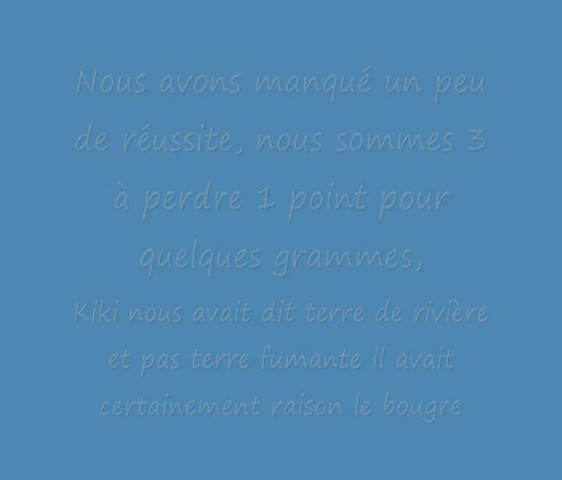 Nous avons manqué un peu
de réussite, nous sommes 3
à perdre 1 point pour
quelques grammes,
Kiki nous avait dit terre de rivière
et pas terre fumante il avait
certainement raison le bougre